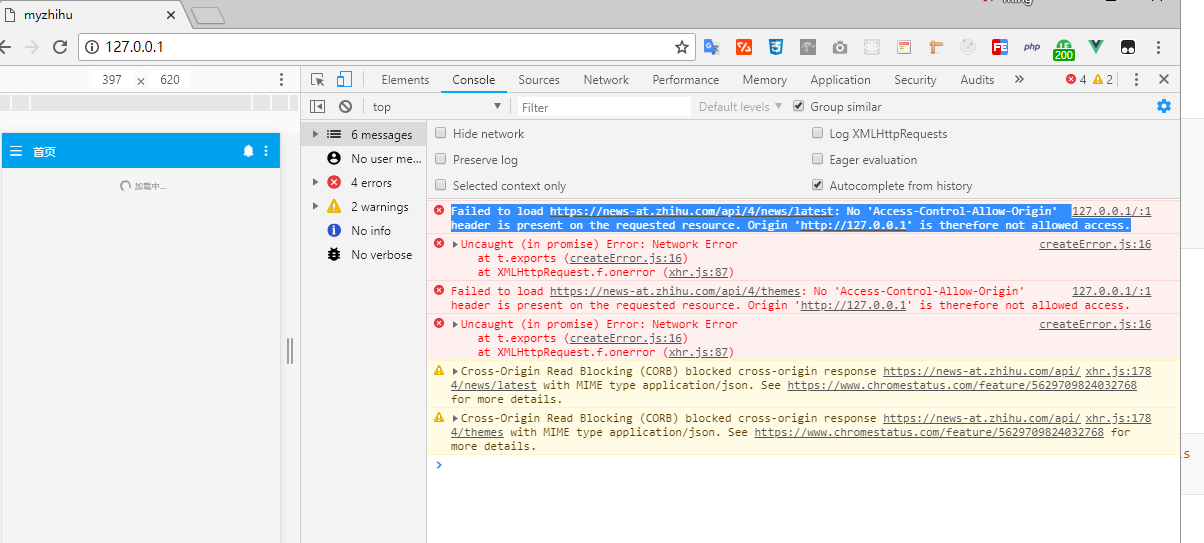 myzhihu
ming
127.0.0.1
php
200
397 × 620
Elements Console Sources Network Performance Memory Application Security Audits » 4 2
top Filter Default levels Group similar
6 messages
No user me...
4 errors
2 warnings
No info
No verbose
Hide network Log XMLHttpRequests
Preserve log Eager evaluation
Selected context only Autocomplete from history
首页
加载中...
Failed to load https://news-at.zhihu.com/api/4/news/latest: No 'Access-Control-Allow-Origin' 127.0.0.1/:1
header is present on the requested resource. Origin 'http://127.0.0.1' is therefore not allowed access.
Uncaught (in promise) Error: Network Error createError.js:16
at t.exports (createError.js:16)
at XMLHttpRequest.f.onerror (xhr.js:87)
Failed to load https://news-at.zhihu.com/api/4/themes: No 'Access-Control-Allow-Origin' 127.0.0.1/:1
header is present on the requested resource. Origin 'http://127.0.0.1' is therefore not allowed access.
Uncaught (in promise) Error: Network Error createError.js:16
at t.exports (createError.js:16)
at XMLHttpRequest.f.onerror (xhr.js:87)
Cross-Origin Read Blocking (CORB) blocked cross-origin response https://news-at.zhihu.com/api/ xhr.js:178
4/news/latest with MIME type application/json. See https://www.chromestatus.com/feature/5629709824032768
for more details.
Cross-Origin Read Blocking (CORB) blocked cross-origin response https://news-at.zhihu.com/api/ xhr.js:178
4/themes with MIME type application/json. See https://www.chromestatus.com/feature/5629709824032768 for
more details.